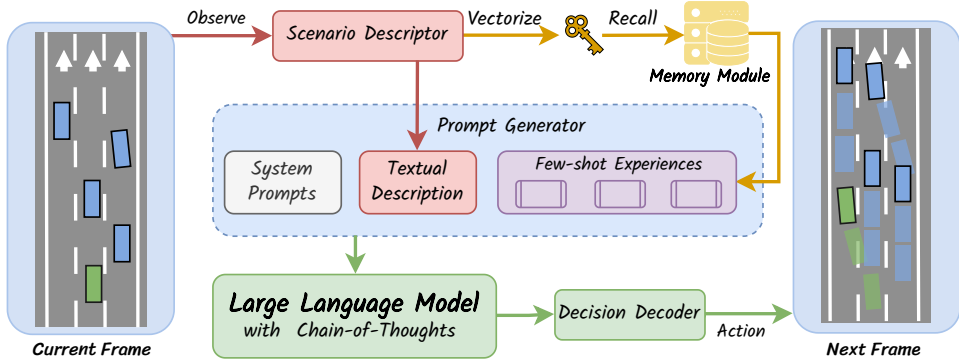 Observe
Scenario Descriptor
Vectorize
Recall
Memory Module
Prompt Generator
System
Prompts
Textual
Description
Few-shot Experiences
Large Language Model
with Chain-of-Thoughts
Decision Decoder
Action
Current Frame
Next Frame